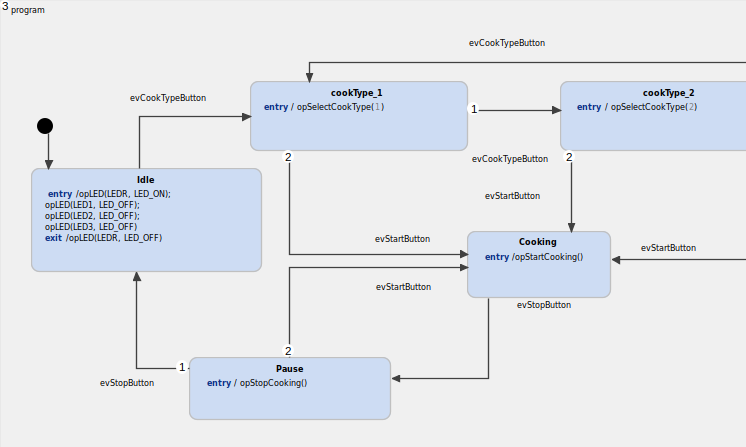 3
program
evCookTypeButton
cookType_1
entry / opSelectCookType(1)
cookType_2
entry / opSelectCookType(2)
evCookTypeButton
1
2
evCookTypeButton
2
Idle
entry /opLED(LEDR, LED_ON);
opLED(LED1, LED_OFF);
opLED(LED2, LED_OFF);
opLED(LED3, LED_OFF)
exit /opLED(LEDR, LED_OFF)
evStartButton
evStartButton
Cooking
entry /opStartCooking()
evStartButton
evStartButton
evStopButton
2
1
Pause
entry / opStopCooking()
evStopButton